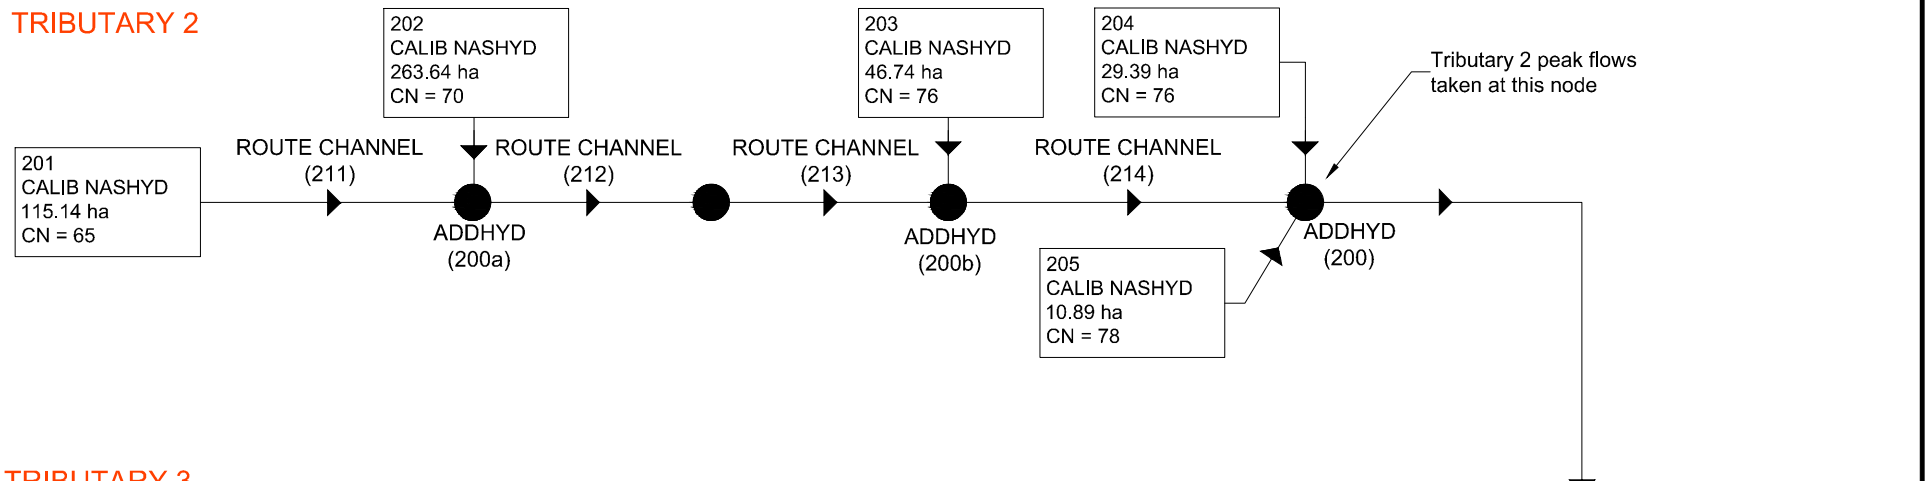 TRIBUTARY 2
202
CALIB NASHYD
263.64 ha
CN = 70
203
CALIB NASHYD
46.74 ha
CN = 76
204
CALIB NASHYD
29.39 ha
CN = 76
Tributary 2 peak flows
taken at this node
201
CALIB NASHYD
115.14 ha
CN = 65
ROUTE CHANNEL
(211)
ROUTE CHANNEL
(212)
ROUTE CHANNEL
(213)
ROUTE CHANNEL
(214)
ADDHYD
(200a)
ADDHYD
(200b)
ADDHYD
(200)
205
CALIB NASHYD
10.89 ha
CN = 78
TRIBUTARY 3